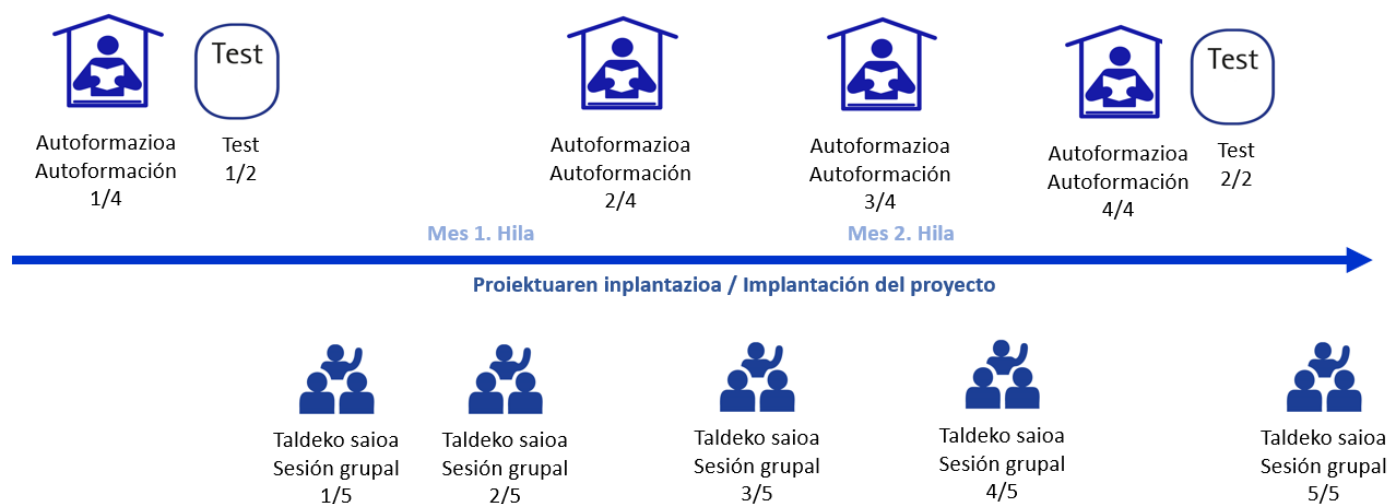 Test
Test
Autoformazioa
Autoformación
1/4
Test
1/2
Autoformazioa
Autoformación
2/4
Autoformazioa
Autoformación
3/4
Autoformazioa
Autoformación
4/4
Test
2/2
Mes 1. Hila
Mes 2. Hila
Proiektuaren inplantazioa / Implantación del proyecto
Taldeko saioa
Sesión grupal
1/5
Taldeko saioa
Sesión grupal
2/5
Taldeko saioa
Sesión grupal
3/5
Taldeko saioa
Sesión grupal
4/5
Taldeko saioa
Sesión grupal
5/5